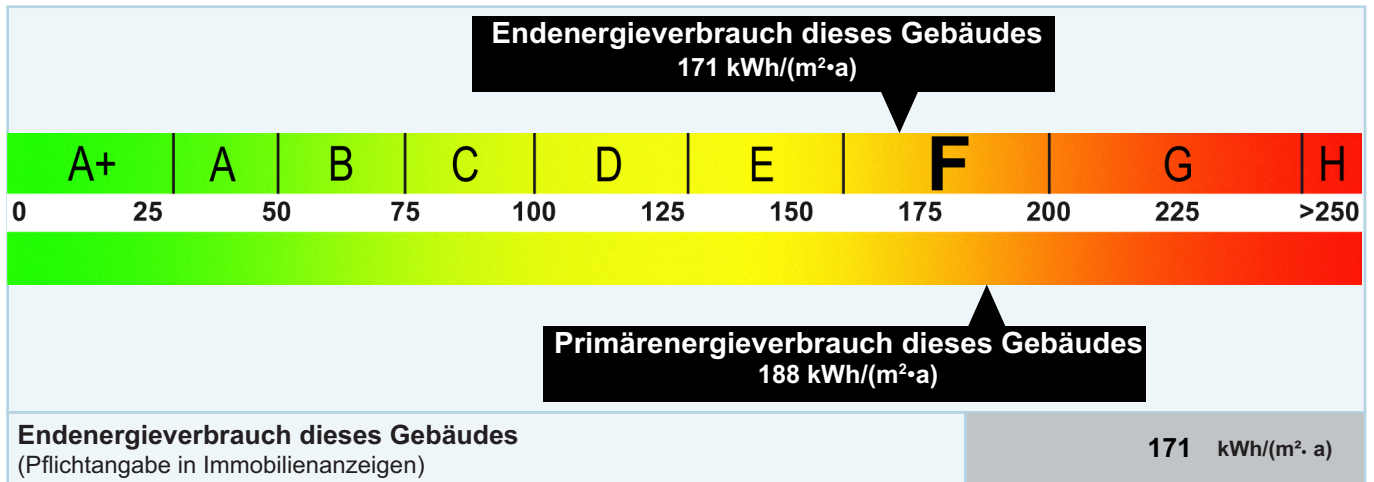 Endenergieverbrauch dieses Gebäudes
171 kWh/(m²•a)
A+ A B C D E F G H
0 25 50 75 100 125 150 175 200 225 >250
Primärenergieverbrauch dieses Gebäudes
188 kWh/(m²•a)
Endenergieverbrauch dieses Gebäudes
(Pflichtangabe in Immobilienanzeigen)
171 kWh/(m²· a)